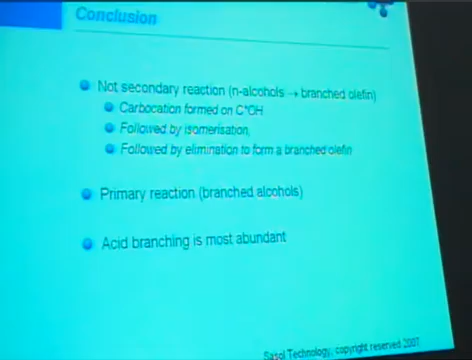 Conclusion
Not secondary reaction (n-alcohols → branched olefin)
Carbocation formed on C*OH
Followed by isomerisation,
Followed by elimination to form a branched olefin
Primary reaction (branched alcohols)
Acid branching is most abundant
Sasol Technology, copyright reserved 2007